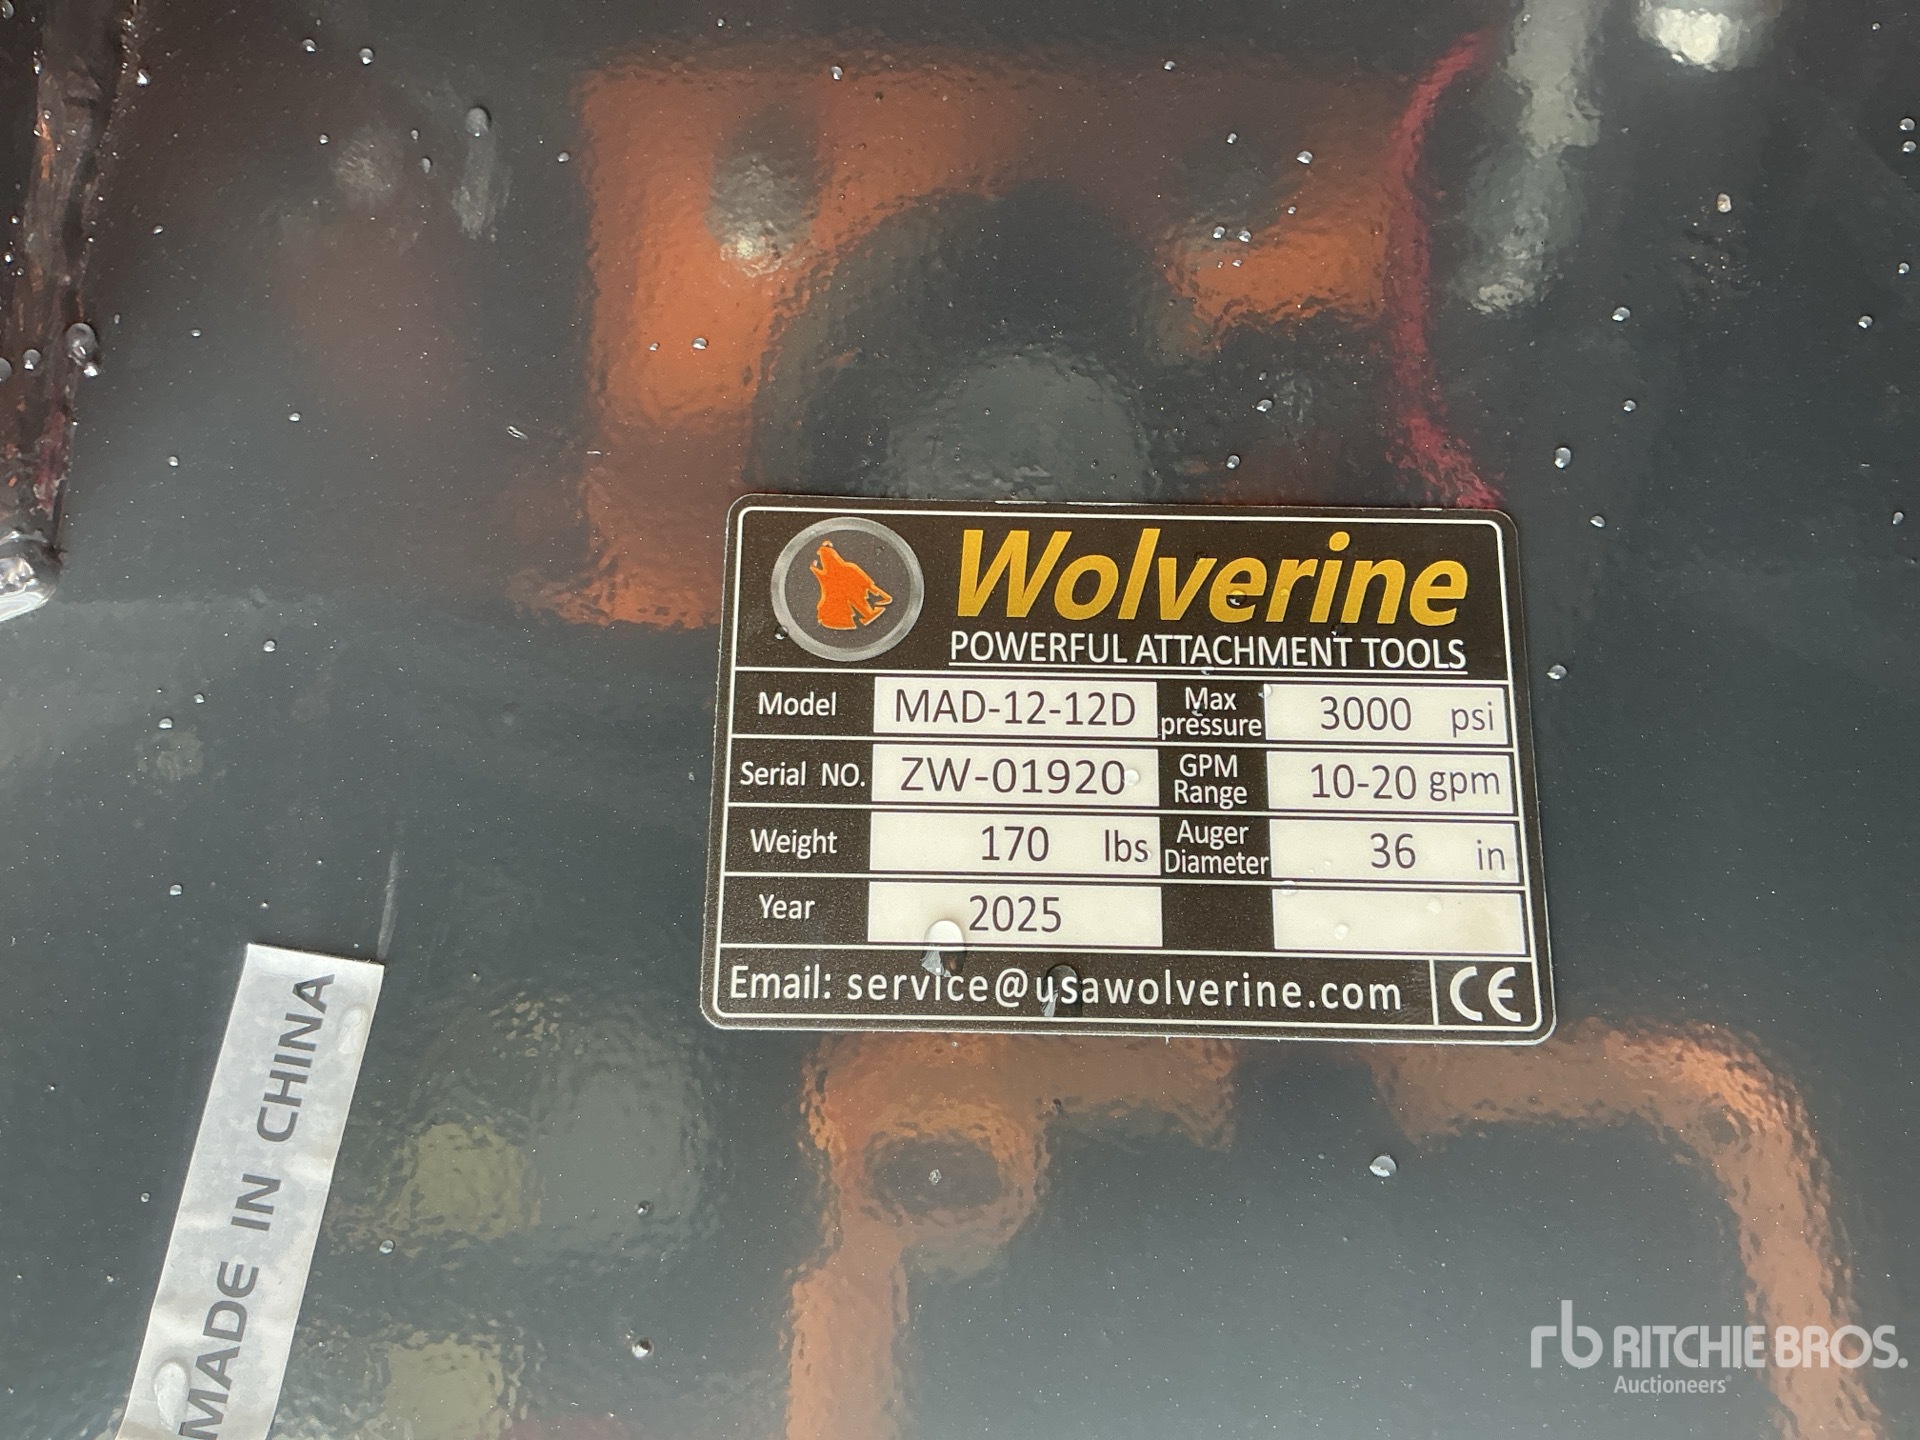 Wolverine
POWERFUL ATTACHMENT TOOLS
Model MAD-12-12D Max pressure 3000 psi
Serial NO. ZW-01920 GPM Range 10-20 gpm
Weight 170 lbs Auger Diameter 36 in
Year 2025
Email: service@usawolverine.com CE
MADE IN CHINA
rb RITCHIE BROS.
Auctioneers